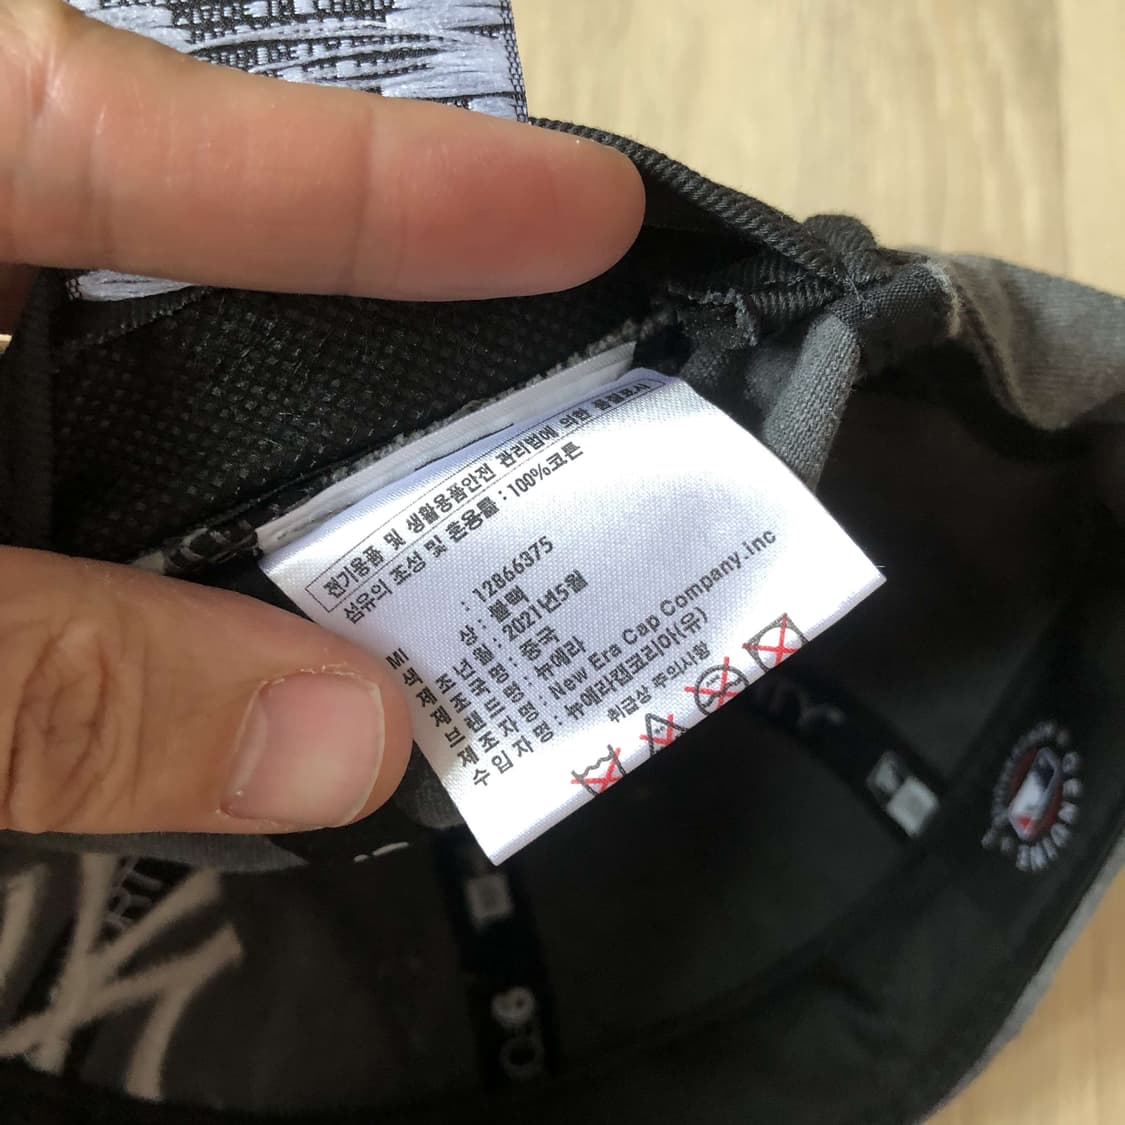 전기용품 및 생활용품안전 관리법에 의한 품질표시
섬유의 조성 및 혼용률 : 100%코튼
MI : 12866375
색 상 : 블랙
제 조 년 월 : 2021년5월
제 조 국 명 : 중국
브 랜 드 명 : 뉴에라
제 조 자 명 : New Era Cap Company.inc
수 입 자 명 : 뉴에라캡코리아(유)
취급상 주의사항
GENUINE